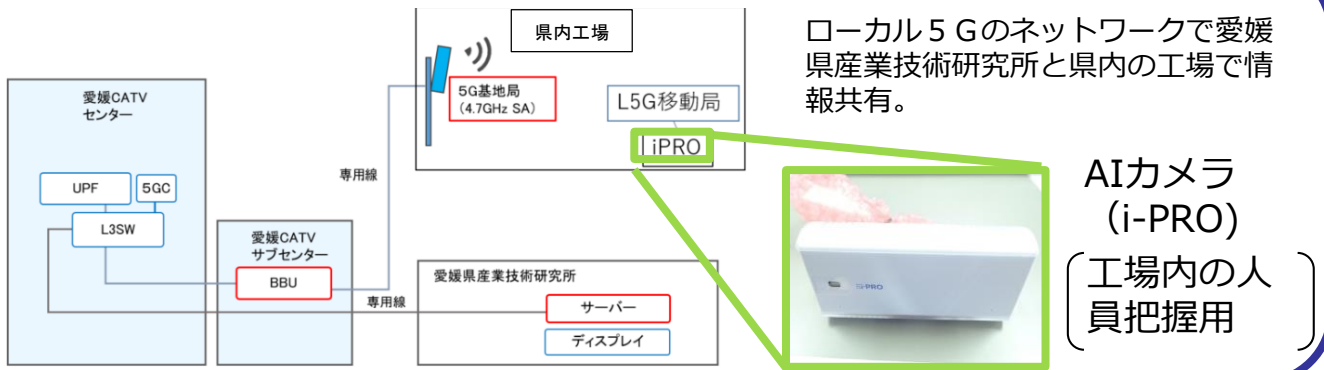 愛媛CATV
センター
UPF
5GC
L3SW
愛媛CATV
サブセンター
BBU
専用線
専用線
県内工場
5G基地局
(4.7GHz SA)
L5G移動局
iPRO
愛媛県産業技術研究所
サーバー
ディスプレイ
ローカル５Gのネットワークで愛媛
県産業技術研究所と県内の工場で情
報共有。
i-PRO
AIカメラ
（i-PRO)
工場内の人
員把握用